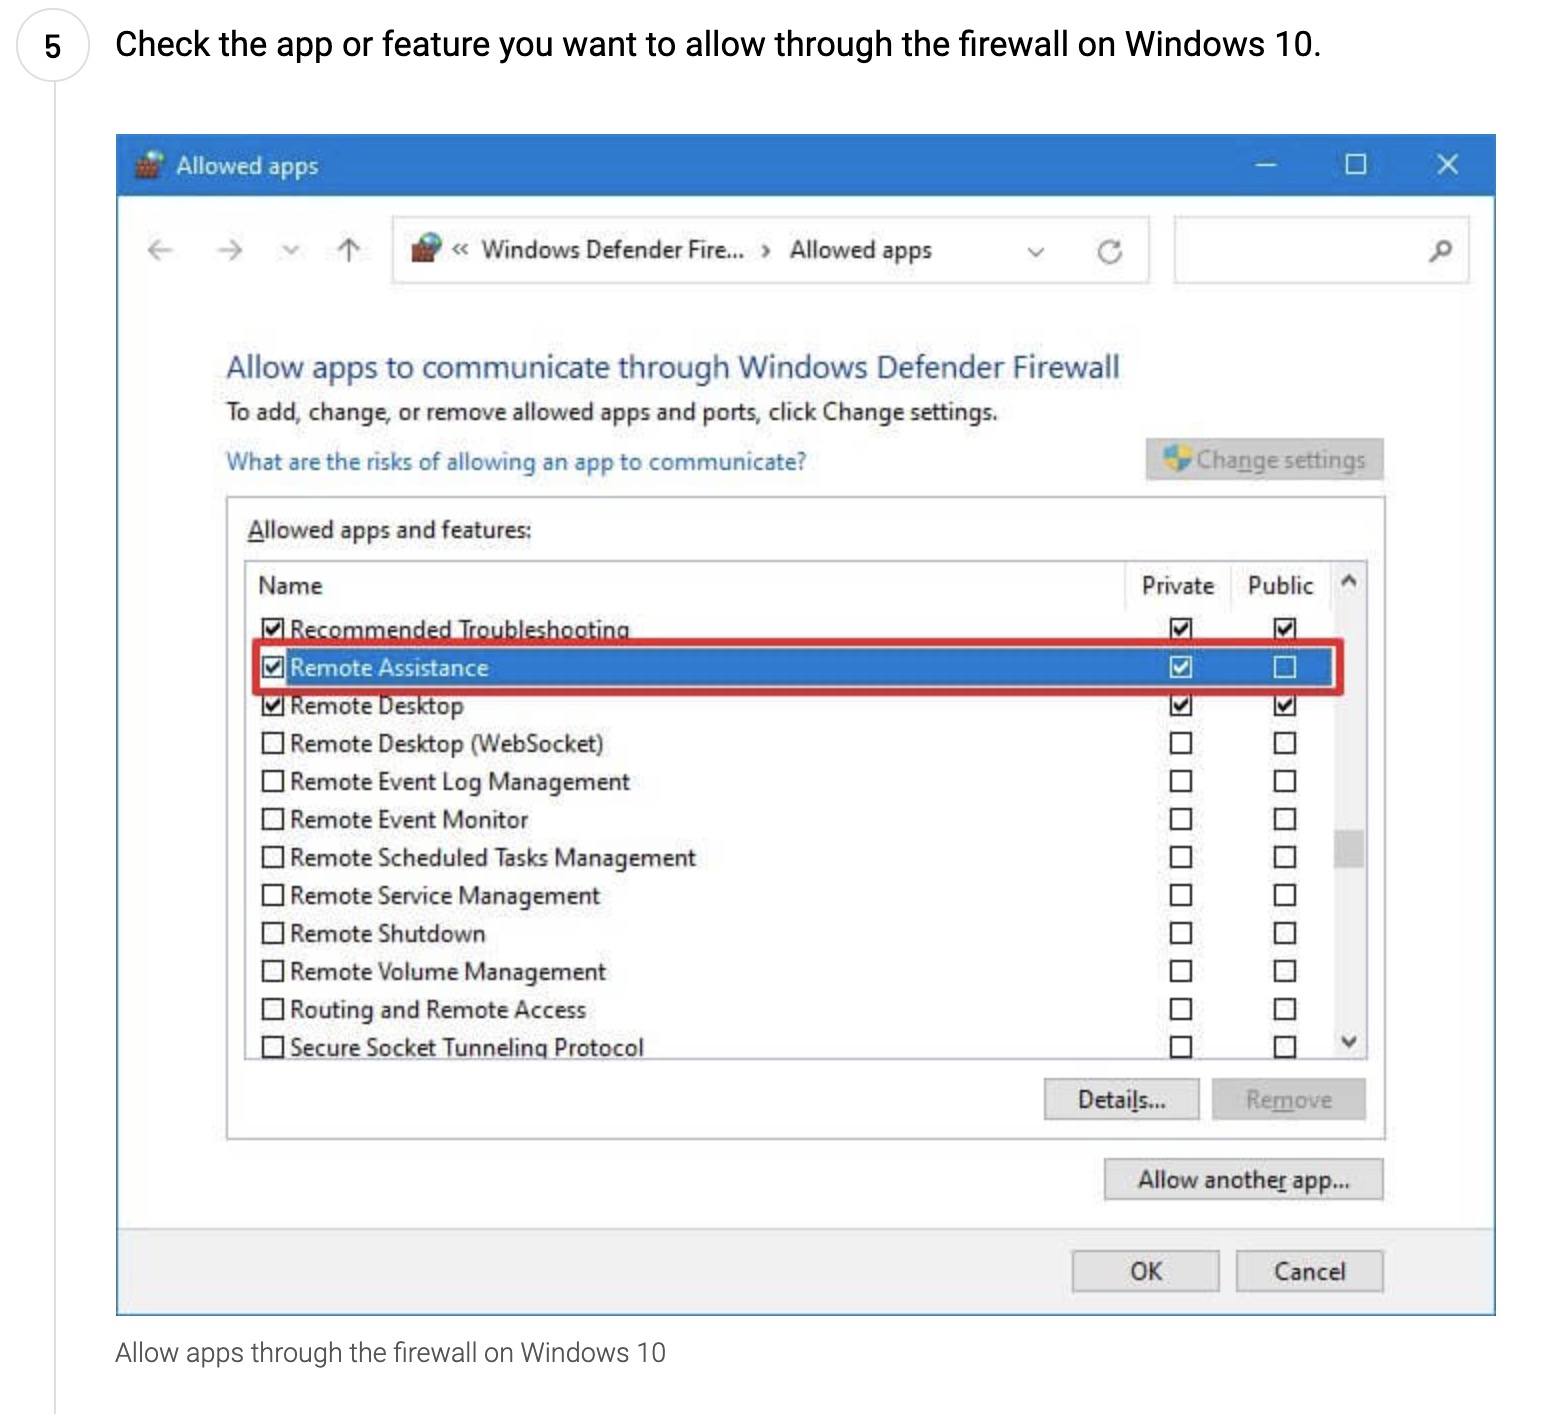 5
Check the app or feature you want to allow through the firewall on Windows 10.
Allowed apps
« Windows Defender Fire... › Allowed apps
Allow apps to communicate through Windows Defender Firewall
To add, change, or remove allowed apps and ports, click Change settings.
What are the risks of allowing an app to communicate?
Change settings
Allowed apps and features:
Name Private Public
Recommended Troubleshooting
Remote Assistance
Remote Desktop
Remote Desktop (WebSocket)
Remote Event Log Management
Remote Event Monitor
Remote Scheduled Tasks Management
Remote Service Management
Remote Shutdown
Remote Volume Management
Routing and Remote Access
Secure Socket Tunneling Protocol
Details... Remove
Allow another app...
OK Cancel
Allow apps through the firewall on Windows 10